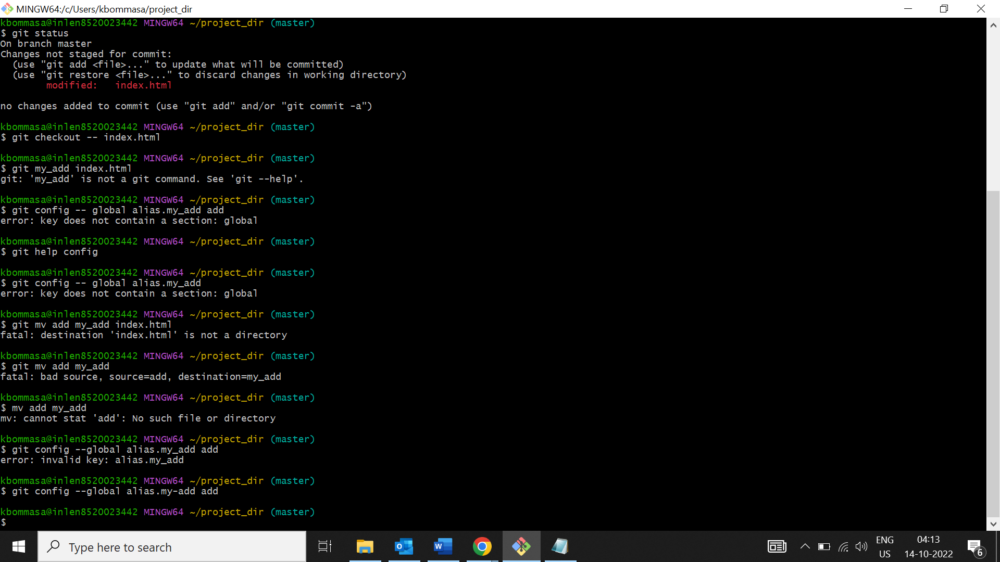 MINGW64:/c/Users/kbommasa/project_dir
kbommasa@inlen8520023442 MINGW64 ~/project_dir (master)
$ git status
On branch master
Changes not staged for commit:
  (use "git add <file>..." to update what will be committed)
  (use "git restore <file>..." to discard changes in working directory)
        modified:   index.html

no changes added to commit (use "git add" and/or "git commit -a")

kbommasa@inlen8520023442 MINGW64 ~/project_dir (master)
$ git checkout -- index.html

kbommasa@inlen8520023442 MINGW64 ~/project_dir (master)
$ git my_add index.html
git: 'my_add' is not a git command. See 'git --help'.

kbommasa@inlen8520023442 MINGW64 ~/project_dir (master)
$ git config -- global alias.my_add add
error: key does not contain a section: global

kbommasa@inlen8520023442 MINGW64 ~/project_dir (master)
$ git help config

kbommasa@inlen8520023442 MINGW64 ~/project_dir (master)
$ git config -- global alias.my_add
error: key does not contain a section: global

kbommasa@inlen8520023442 MINGW64 ~/project_dir (master)
$ git mv add my_add index.html
fatal: destination 'index.html' is not a directory

kbommasa@inlen8520023442 MINGW64 ~/project_dir (master)
$ git mv add my_add
fatal: bad source, source=add, destination=my_add

kbommasa@inlen8520023442 MINGW64 ~/project_dir (master)
$ mv add my_add
mv: cannot stat 'add': No such file or directory

kbommasa@inlen8520023442 MINGW64 ~/project_dir (master)
$ git config --global alias.my_add add
error: invalid key: alias.my_add

kbommasa@inlen8520023442 MINGW64 ~/project_dir (master)
$ git config --global alias.my-add add

kbommasa@inlen8520023442 MINGW64 ~/project_dir (master)
$
Type here to search
ENG
US
04:13
14-10-2022
6